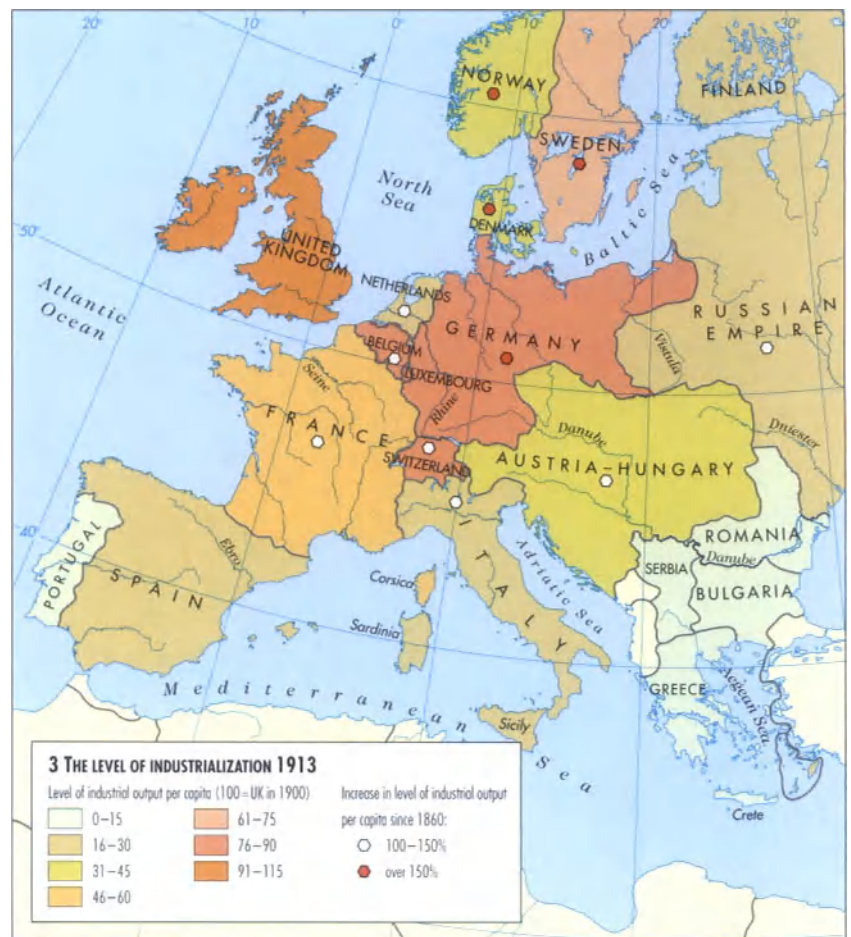 20°
10°
0°
10°
20°
30°
NORWAY
FINLAND
SWEDEN
North
Sea
Baltic Sea
DENMARK
50°
UNITED
KINGDOM
NETHERLANDS
Atlantic
Ocean
GERMANY
RUSSIAN
EMPIRE
Vistula
BELGIUM
LUXEMBOURG
Seine
Rhine
FRANCE
Danube
Dniester
SWITZERLAND
AUSTRIA–HUNGARY
40°
ROMANIA
Danube
PORTUGAL
SPAIN
Ebro
ITALY
Adriatic Sea
SERBIA
BULGARIA
Corsica
Sardinia
Mediterranean Sea
GREECE
Aegean Sea
Sicily
Crete
3 THE LEVEL OF INDUSTRIALIZATION 1913
Level of industrial output per capita (100=UK in 1900)
0–15
16–30
31–45
46–60
61–75
76–90
91–115
Increase in level of industrial output
per capita since 1860:
100–150%
over 150%